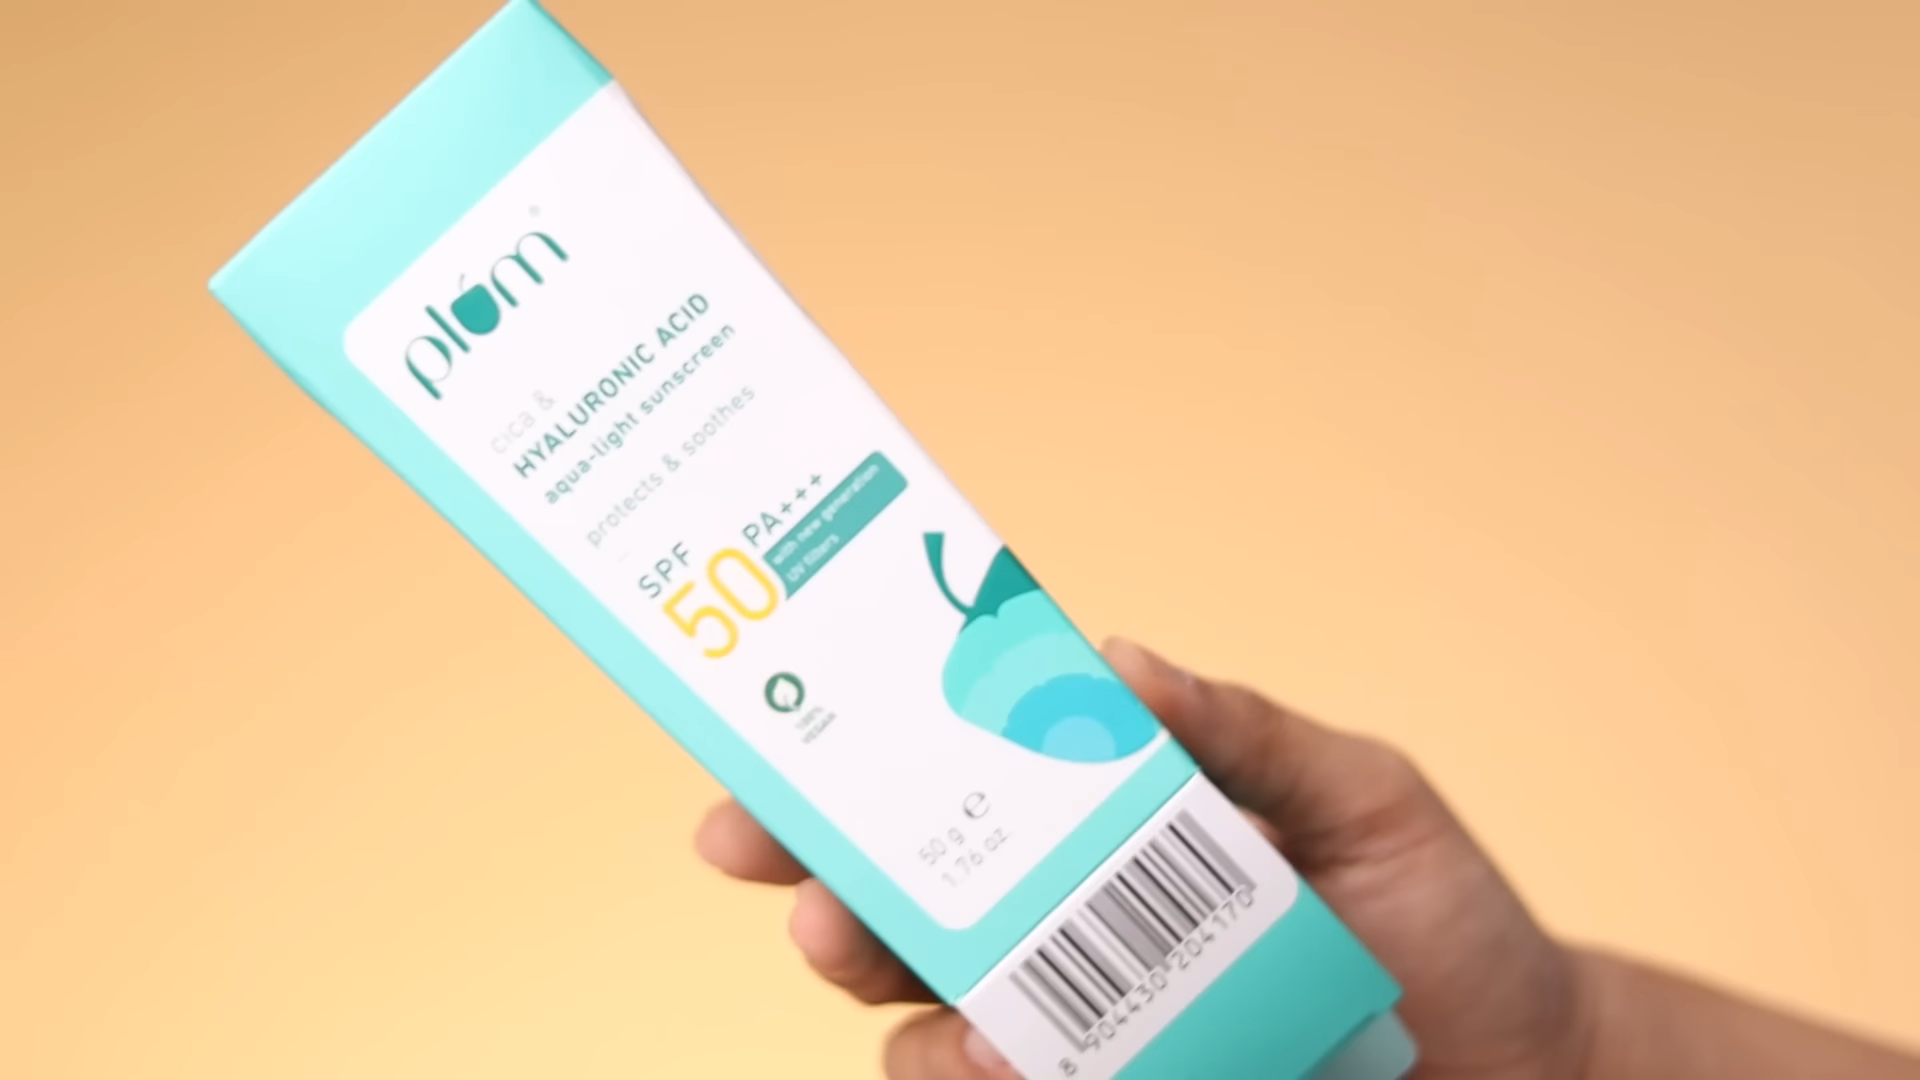 plum®
cica &
HYALURONIC ACID
aqua-light sunscreen
protects & soothes
SPF
50
PA+++
with new generation
UV filters
100%
VEGAN
50 g e
1.76 oz.
8 904430 204170